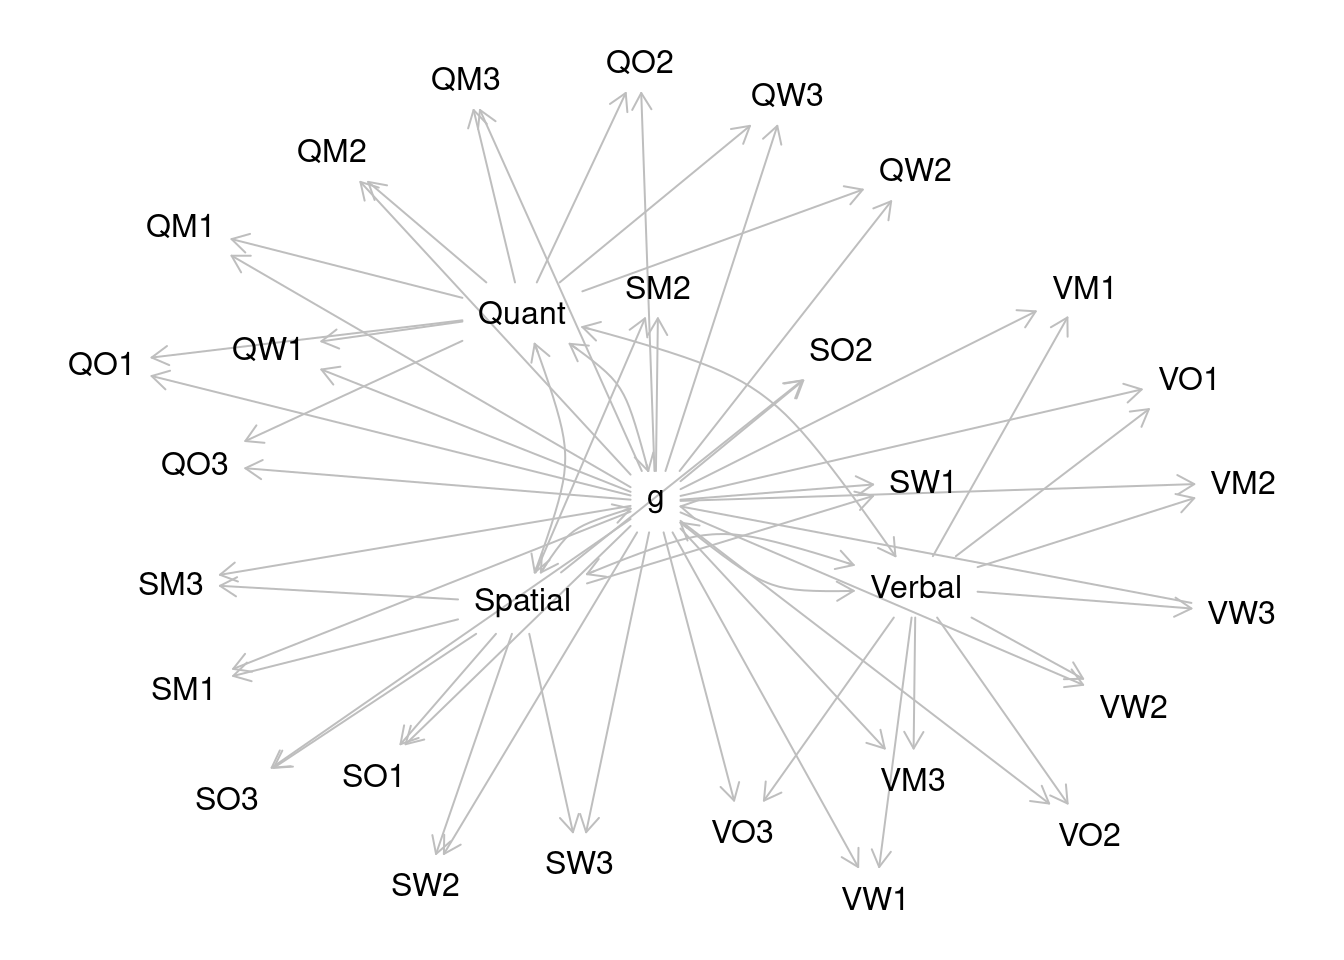 QO2
QM3
QW3
QM2
QW2
QM1
SM2
VM1
Quant
QW1
SO2
QO1
VO1
QO3
SW1
VM2
g
SM3
Verbal
Spatial
VW3
SM1
VW2
SO1
VM3
SO3
VO3
VO2
SW3
SW2
VW1